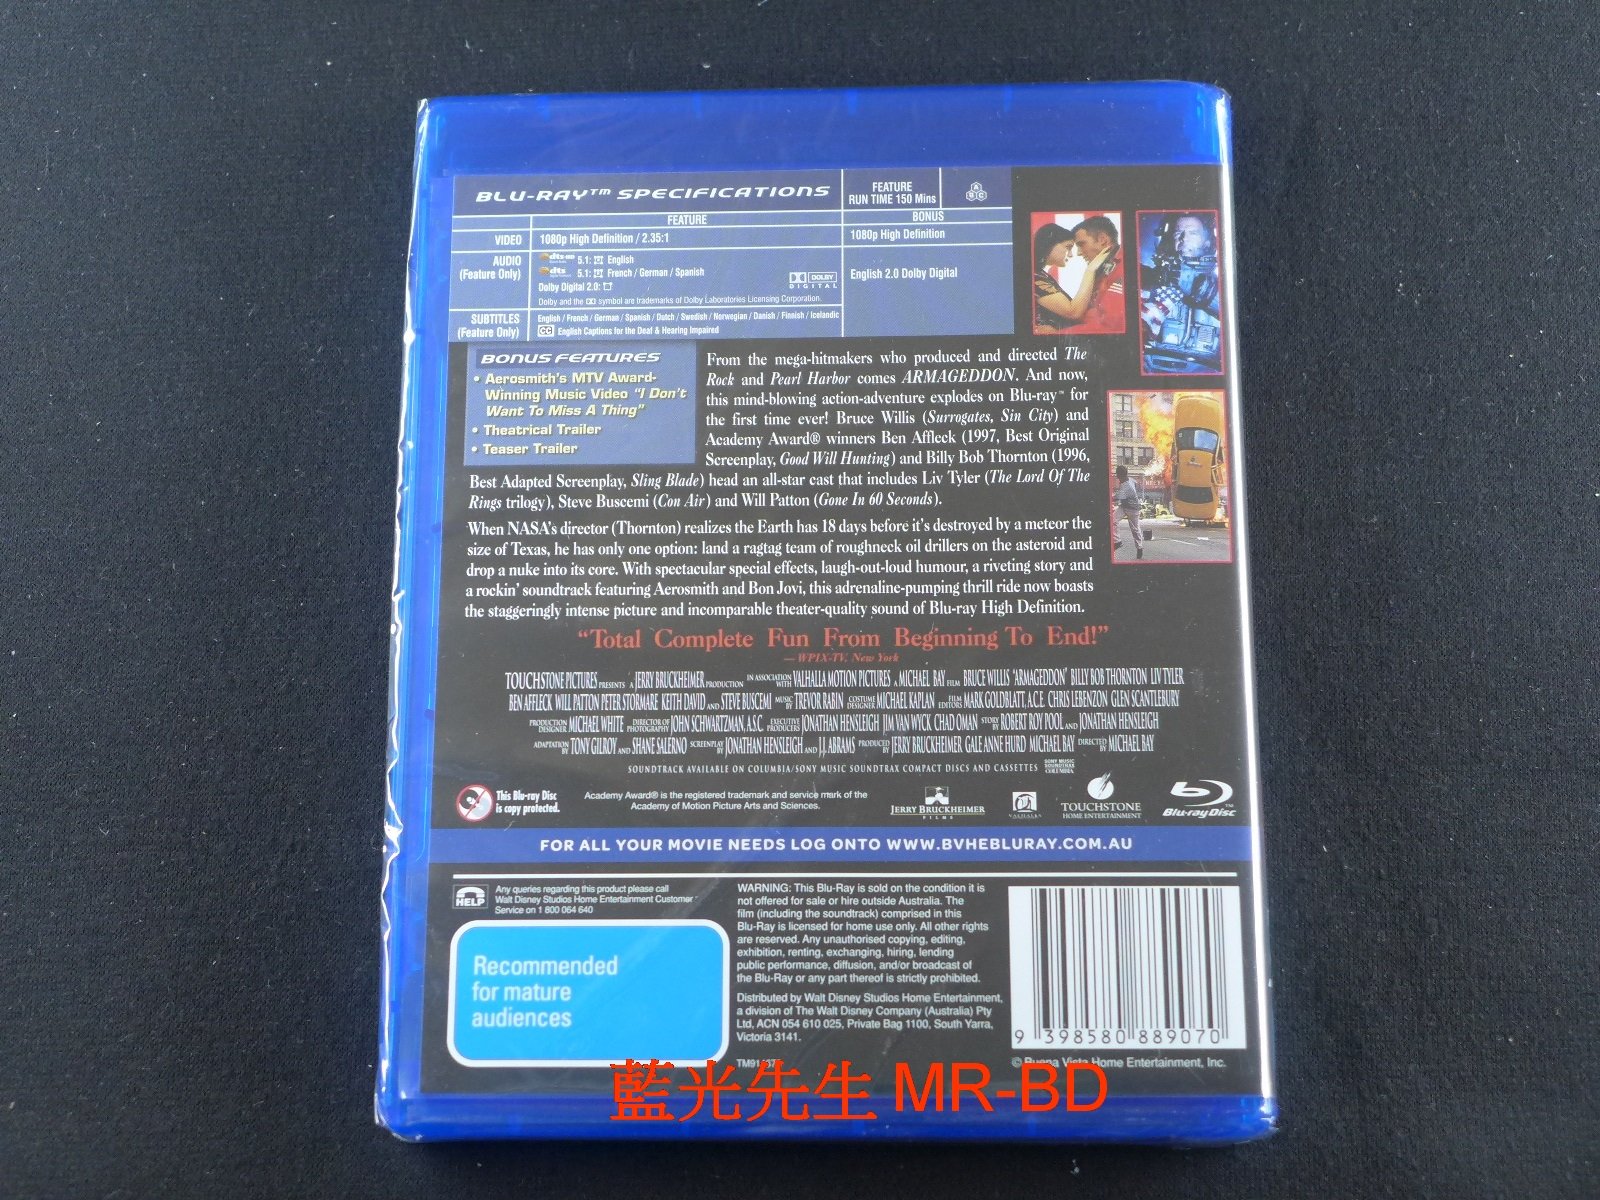 BLU-RAY™ SPECIFICATIONS
FEATURE
RUN TIME 150 Mins
A
B C
FEATURE
BONUS
VIDEO
1080p High Definition / 2.35:1
1080p High Definition
AUDIO
(Feature Only)
dts-HD 5.1: English
dts 5.1: French / German / Spanish
Dolby Digital 2.0:
DOLBY
DIGITAL
Dolby and the symbol are trademarks of Dolby Laboratories Licensing Corporation.
English 2.0 Dolby Digital
SUBTITLES
(Feature Only)
English / French / German / Spanish / Dutch / Swedish / Norwegian / Danish / Finnish / Icelandic
CC English Captions for the Deaf & Hearing Impaired
BONUS FEATURES
• Aerosmith's MTV Award-
Winning Music Video "I Don't
Want To Miss A Thing"
• Theatrical Trailer
• Teaser Trailer
From the mega-hitmakers who produced and directed The
Rock and Pearl Harbor comes ARMAGEDDON. And now,
this mind-blowing action-adventure explodes on Blu-ray™ for
the first time ever! Bruce Willis (Surrogates, Sin City) and
Academy Award® winners Ben Affleck (1997, Best Original
Screenplay, Good Will Hunting) and Billy Bob Thornton (1996,
Best Adapted Screenplay, Sling Blade) head an all-star cast that includes Liv Tyler (The Lord Of The
Rings trilogy), Steve Buscemi (Con Air) and Will Patton (Gone In 60 Seconds).
When NASA's director (Thornton) realizes the Earth has 18 days before it's destroyed by a meteor the
size of Texas, he has only one option: land a ragtag team of roughneck oil drillers on the asteroid and
drop a nuke into its core. With spectacular special effects, laugh-out-loud humour, a riveting story and
a rockin' soundtrack featuring Aerosmith and Bon Jovi, this adrenaline-pumping thrill ride now boasts
the staggeringly intense picture and incomparable theater-quality sound of Blu-ray High Definition.
"Total Complete Fun From Beginning To End!"
— WPIX-TV, New York
TOUCHSTONE PICTURES PRESENTS A JERRY BRUCKHEIMER PRODUCTION IN ASSOCIATION WITH VALHALLA MOTION PICTURES A MICHAEL BAY FILM BRUCE WILLIS "ARMAGEDDON" BILLY BOB THORNTON LIV TYLER
BEN AFFLECK WILL PATTON PETER STORMARE KEITH DAVID AND STEVE BUSCEMI MUSIC BY TREVOR RABIN COSTUME DESIGNER MICHAEL KAPLAN FILM EDITORS MARK GOLDBLATT, A.C.E. CHRIS LEBENZON GLEN SCANTLEBURY
PRODUCTION DESIGNER MICHAEL WHITE DIRECTOR OF PHOTOGRAPHY JOHN SCHWARTZMAN, A.S.C. EXECUTIVE PRODUCERS JONATHAN HENSLEIGH JIM VAN WYCK CHAD OMAN STORY BY ROBERT ROY POOL AND JONATHAN HENSLEIGH
ADAPTATION BY TONY GILROY AND SHANE SALERNO SCREENPLAY BY JONATHAN HENSLEIGH AND J.J. ABRAMS PRODUCED BY JERRY BRUCKHEIMER GALE ANNE HURD MICHAEL BAY DIRECTED BY MICHAEL BAY
SOUNDTRACK AVAILABLE ON COLUMBIA/SONY MUSIC SOUNDTRAX COMPACT DISCS AND CASSETTES SONY MUSIC SOUNDTRAX COLUMBIA
This Blu-ray Disc
is copy protected.
Academy Award® is the registered trademark and service mark of the
Academy of Motion Picture Arts and Sciences.
JERRY BRUCKHEIMER
FILMS
VALHALLA
TOUCHSTONE
HOME ENTERTAINMENT
Blu-ray Disc™
FOR ALL YOUR MOVIE NEEDS LOG ONTO WWW.BVHEBLURAY.COM.AU
HELP
Any queries regarding this product please call
Walt Disney Studios Home Entertainment Customer
Service on 1 800 064 640
Recommended
for mature
audiences
WARNING: This Blu-Ray is sold on the condition it is
not offered for sale or hire outside Australia. The
film (including the soundtrack) comprised in this
Blu-Ray is licensed for home use only. All other rights
are reserved. Any unauthorised copying, editing,
exhibition, renting, exchanging, hiring, lending
public performance, diffusion, and/or broadcast of
the Blu-Ray or any part thereof is strictly prohibited.
Distributed by Walt Disney Studios Home Entertainment,
a division of The Walt Disney Company (Australia) Pty
Ltd, ACN 054 610 025, Private Bag 1100, South Yarra,
Victoria 3141.
9 398580 889070
© Buena Vista Home Entertainment, Inc.
藍光先生 MR-BD